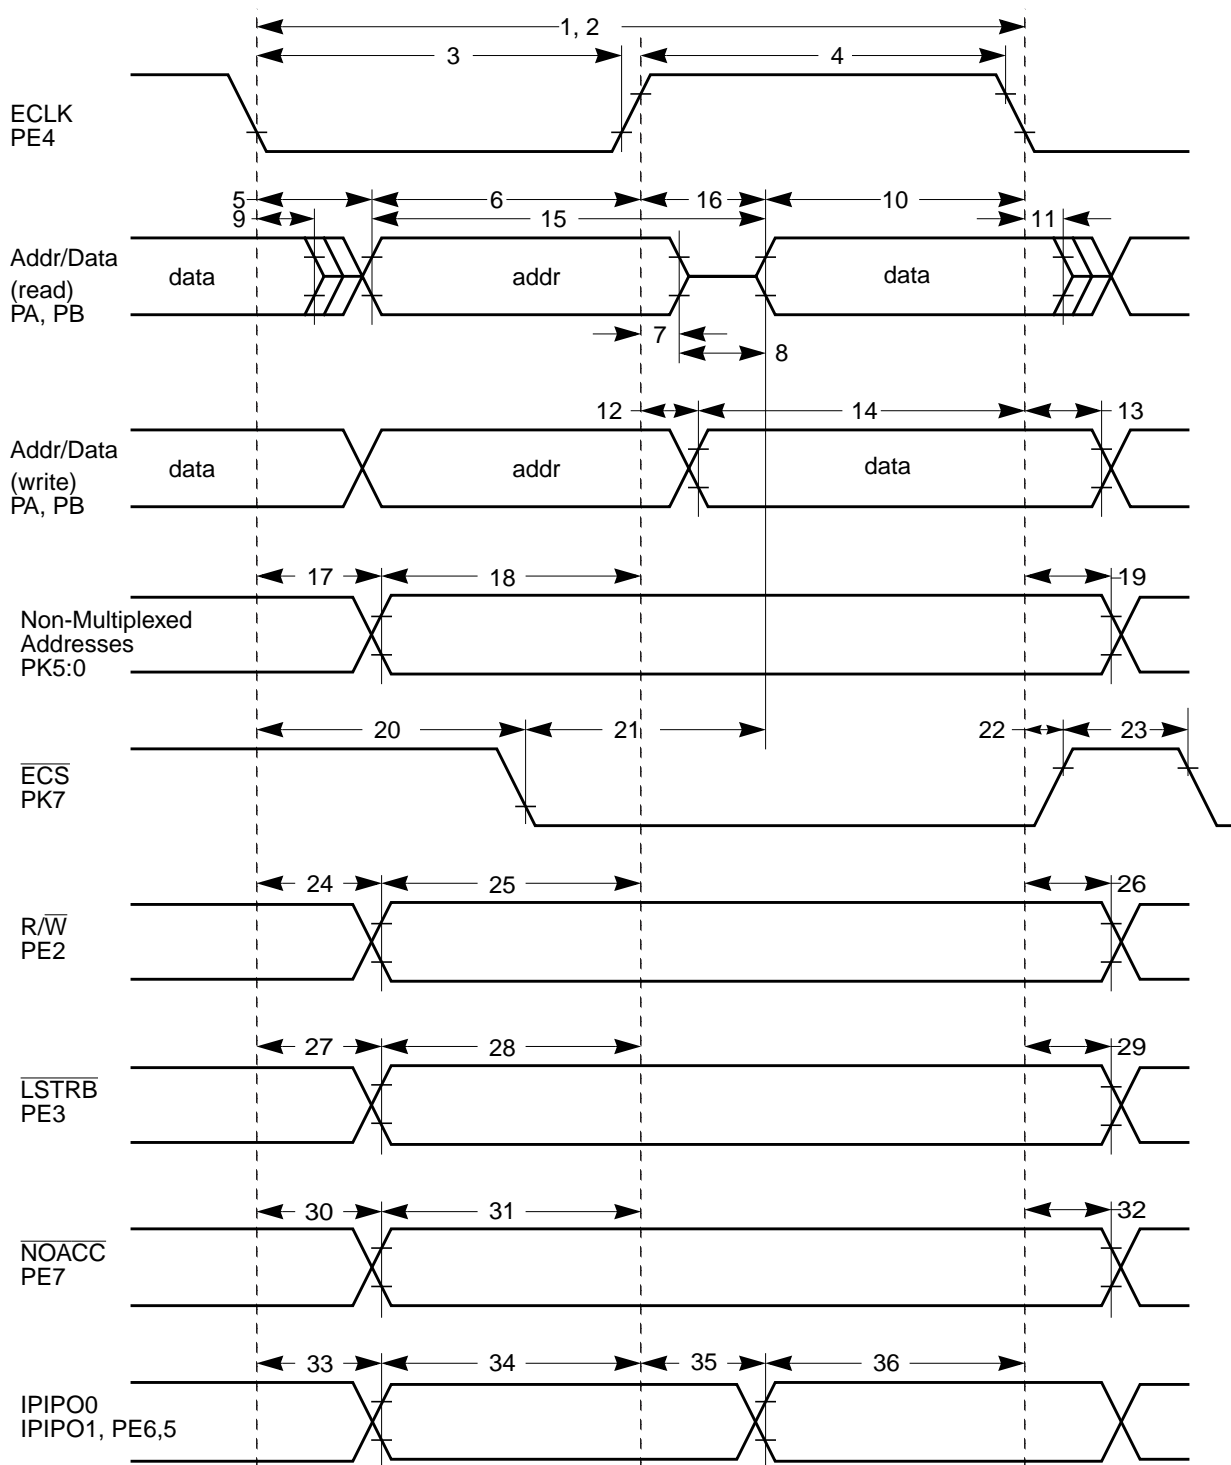 1, 2
3
4
ECLK
PE4
5
6
16
10
9
15
11
Addr/Data
(read)
PA, PB
data
addr
data
7
8
12
14
13
Addr/Data
(write)
PA, PB
data
addr
data
17
18
19
Non-Multiplexed
Addresses
PK5:0
20
21
22
23
ECS
PK7
24
25
26
R/W
PE2
27
28
29
LSTRB
PE3
30
31
32
NOACC
PE7
33
34
35
36
IPIPO0
IPIPO1, PE6,5